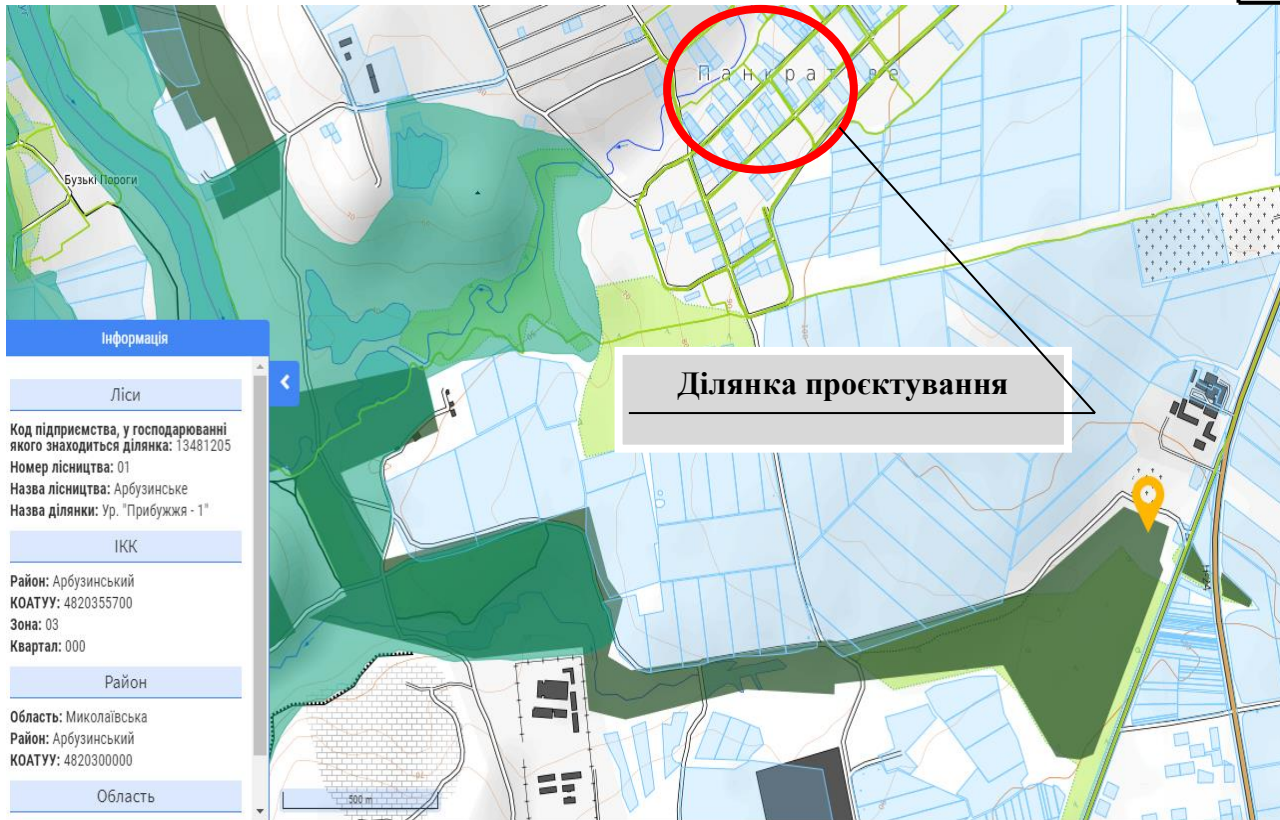 Панкратове
Бузькі Пороги
Інформація
Ліси
Код підприємства, у господарюванні
якого знаходиться ділянка: 13481205
Номер лісництва: 01
Назва лісництва: Арбузинське
Назва ділянки: Ур. "Прибужжя - 1"
ІКК
Район: Арбузинський
КОАТУУ: 4820355700
Зона: 03
Квартал: 000
Район
Область: Миколаївська
Район: Арбузинський
КОАТУУ: 4820300000
Область
Ділянка проєктування
500 m